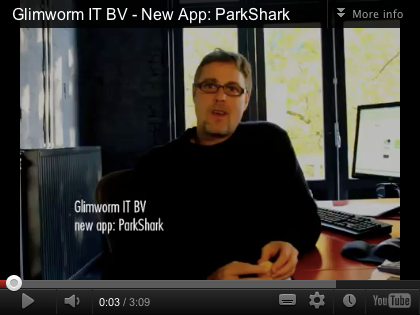 Glimworm IT BV - New App: ParkShark
More info
Glimworm IT BV
new app: ParkShark
0:03 / 3:09
YouTube